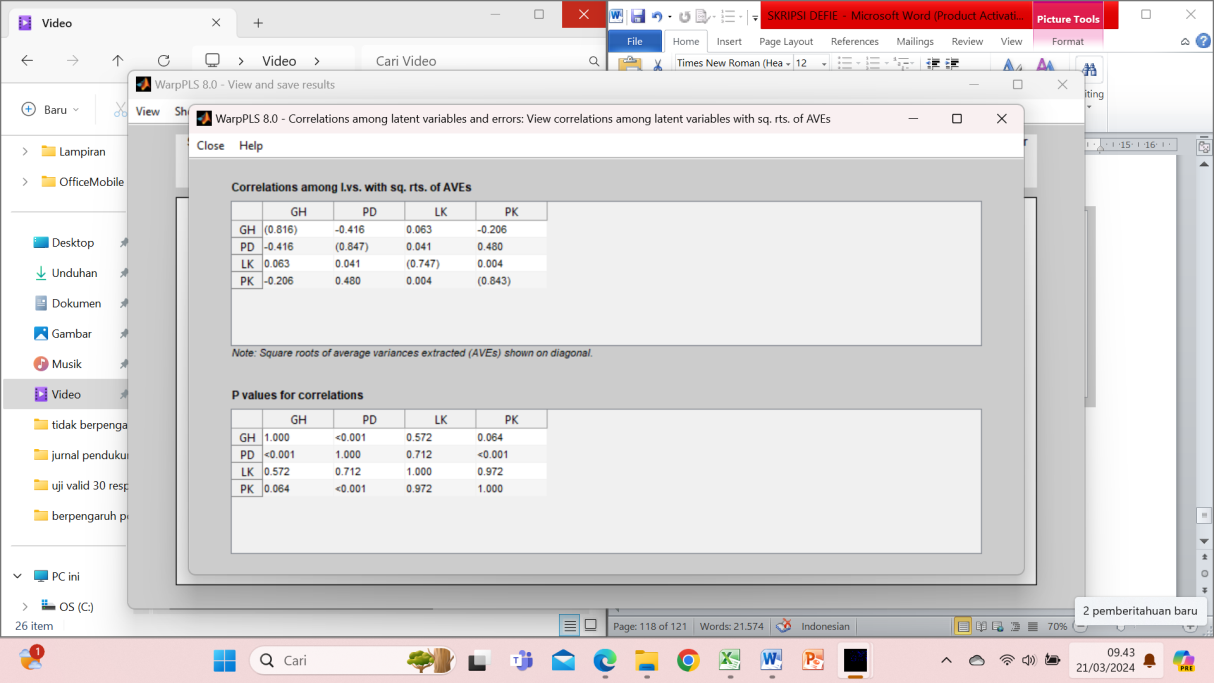 Video
SKRIPSI DEFIE - Microsoft Word (Product Activati...
Picture Tools
File Home Insert Page Layout References Mailings Review View Format
Video
Cari Video
Times New Roman (Hea 12
Baru
WarpPLS 8.0 - View and save results
View
WarpPLS 8.0 - Correlations among latent variables and errors: View correlations among latent variables with sq. rts. of AVEs
Close Help
Lampiran
OfficeMobile
Desktop
Unduhan
Dokumen
Gambar
Musik
Video
tidak berpenga
jurnal penduku
uji valid 30 resp
berpengaruh p
PC ini
OS (C:)
26 item
Correlations among l.vs. with sq. rts. of AVEs
GH PD LK PK
GH (0.816) -0.416 0.063 -0.206
PD -0.416 (0.847) 0.041 0.480
LK 0.063 0.041 (0.747) 0.004
PK -0.206 0.480 0.004 (0.843)
Note: Square roots of average variances extracted (AVEs) shown on diagonal.
P values for correlations
GH PD LK PK
GH 1.000 <0.001 0.572 0.064
PD <0.001 1.000 0.712 <0.001
LK 0.572 0.712 1.000 0.972
PK 0.064 <0.001 0.972 1.000
iting
15 16
2 pemberitahuan baru
Page: 118 of 121 Words: 21.574 Indonesian 70%
1
Cari
09.43
21/03/2024
PRE